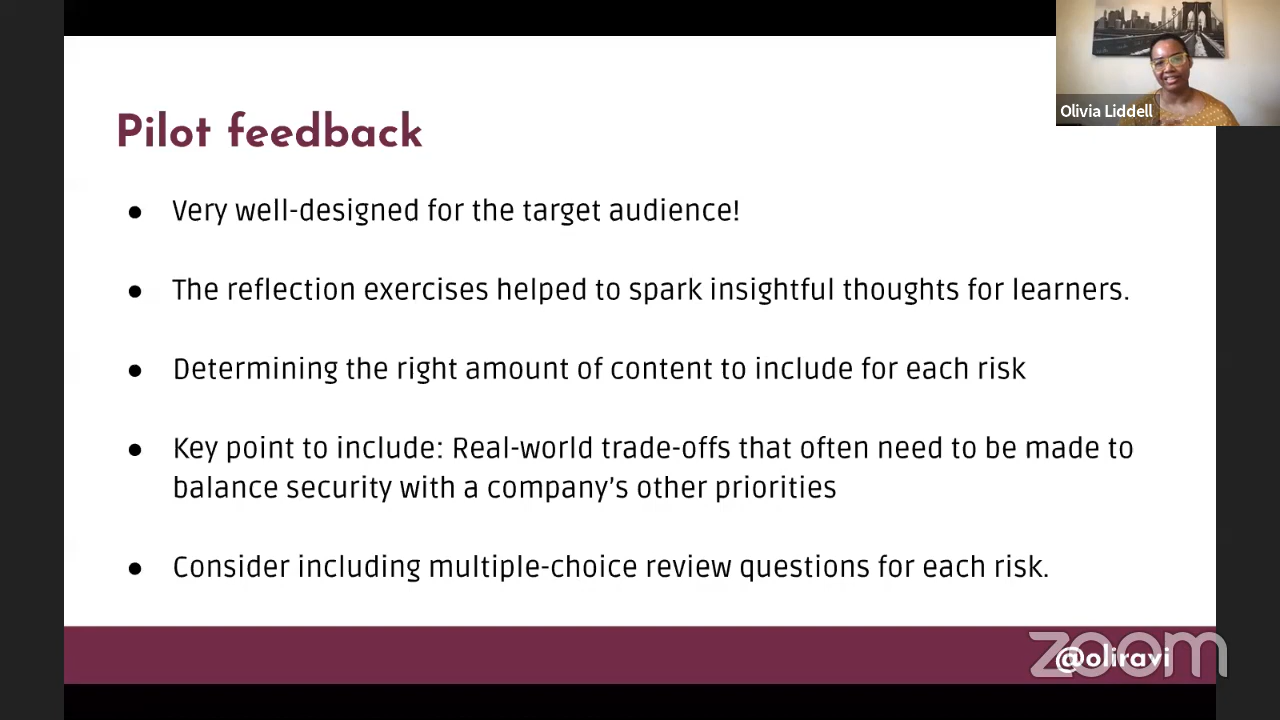 Olivia Liddell
Pilot feedback
● Very well-designed for the target audience!
● The reflection exercises helped to spark insightful thoughts for learners.
● Determining the right amount of content to include for each risk
● Key point to include: Real-world trade-offs that often need to be made to
balance security with a company’s other priorities
● Consider including multiple-choice review questions for each risk.
@oliravi
zoom